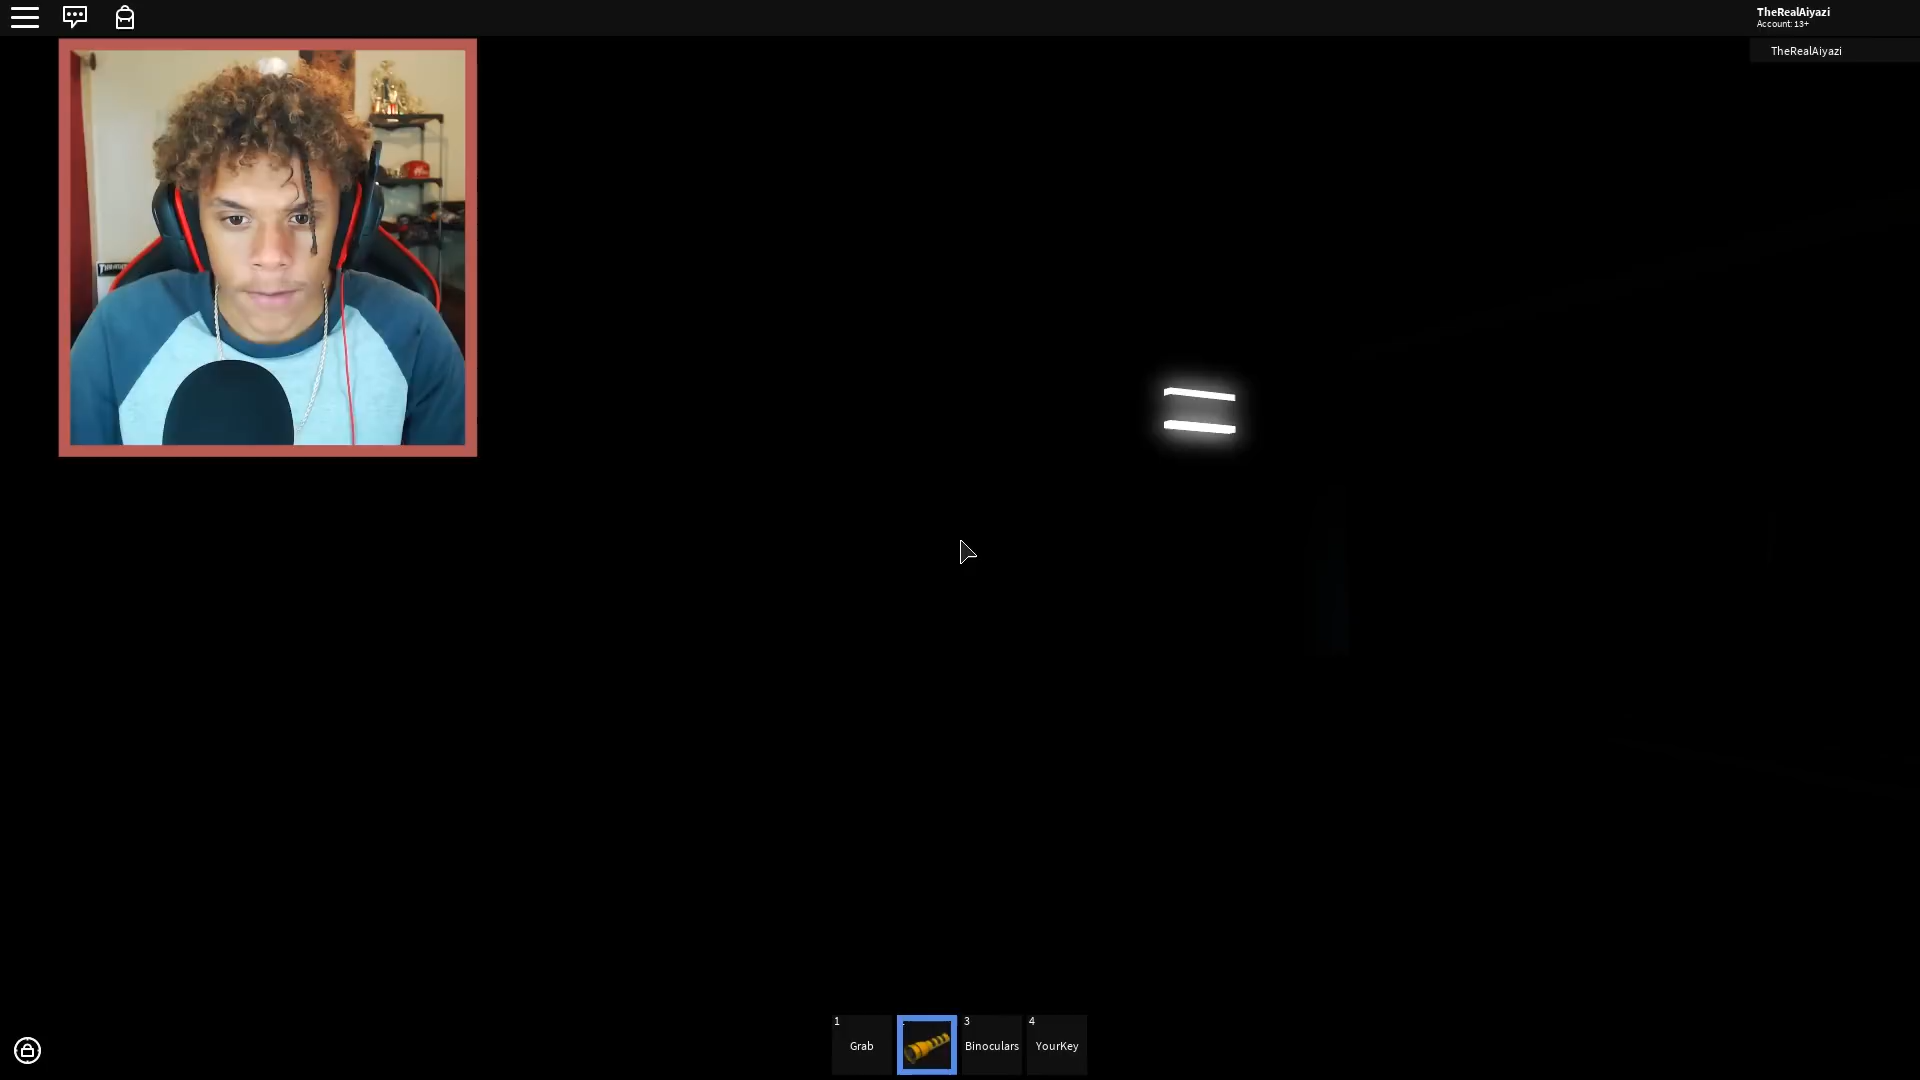 TheRealAiyazi
Account: 13+
TheRealAiyazi
1
3
4
Grab
Binoculars
YourKey